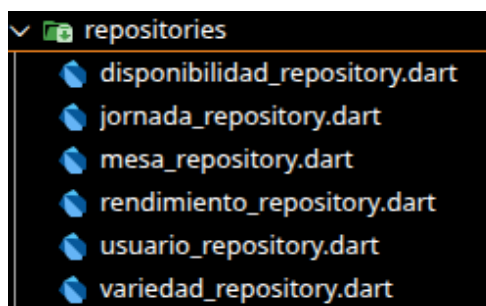 repositories
disponibilidad_repository.dart
jornada_repository.dart
mesa_repository.dart
rendimiento_repository.dart
usuario_repository.dart
variedad_repository.dart